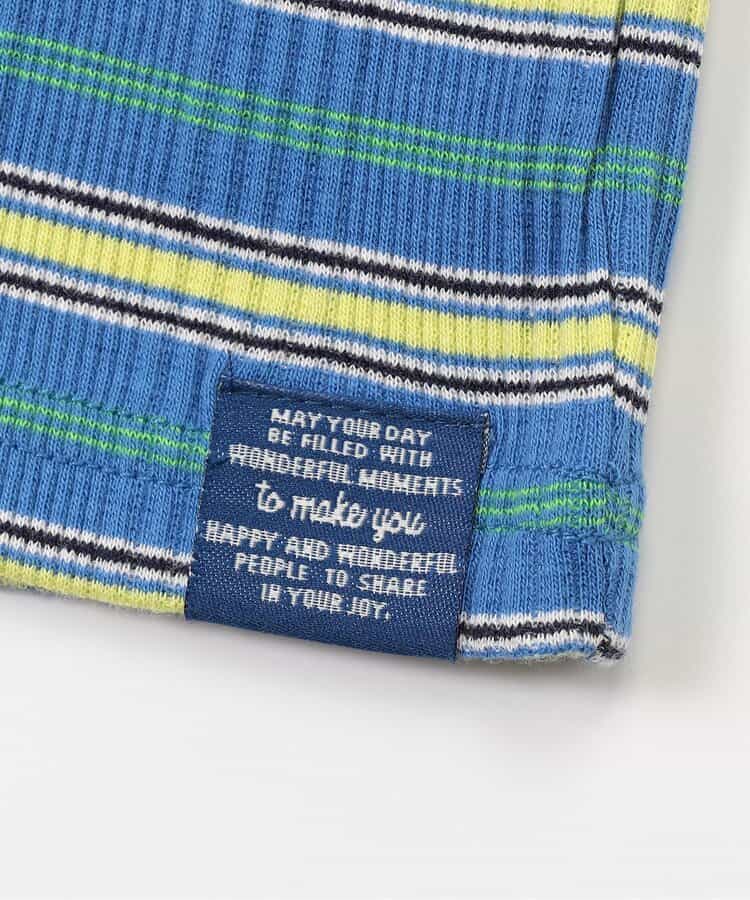 MAY YOUR DAY
BE FILLED WITH
WONDERFUL MOMENTS
to make you
HAPPY AND WONDERFUL
PEOPLE TO SHARE
IN YOUR JOY.